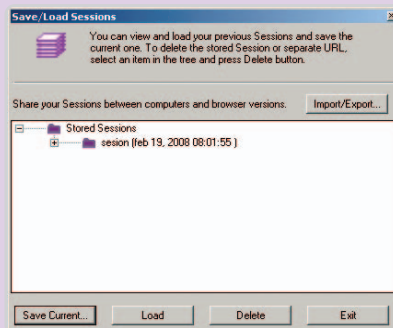 Save/Load Sessions
You can view and load your previous Sessions and save the
current one. To delete the stored Session or separate URL,
select an item in the tree and press Delete button.
Share your Sessions between computers and browser versions.
Import/Export...
Stored Sessions
sesion (feb 19, 2008 08:01:55 )
Save Current...
Load
Delete
Exit